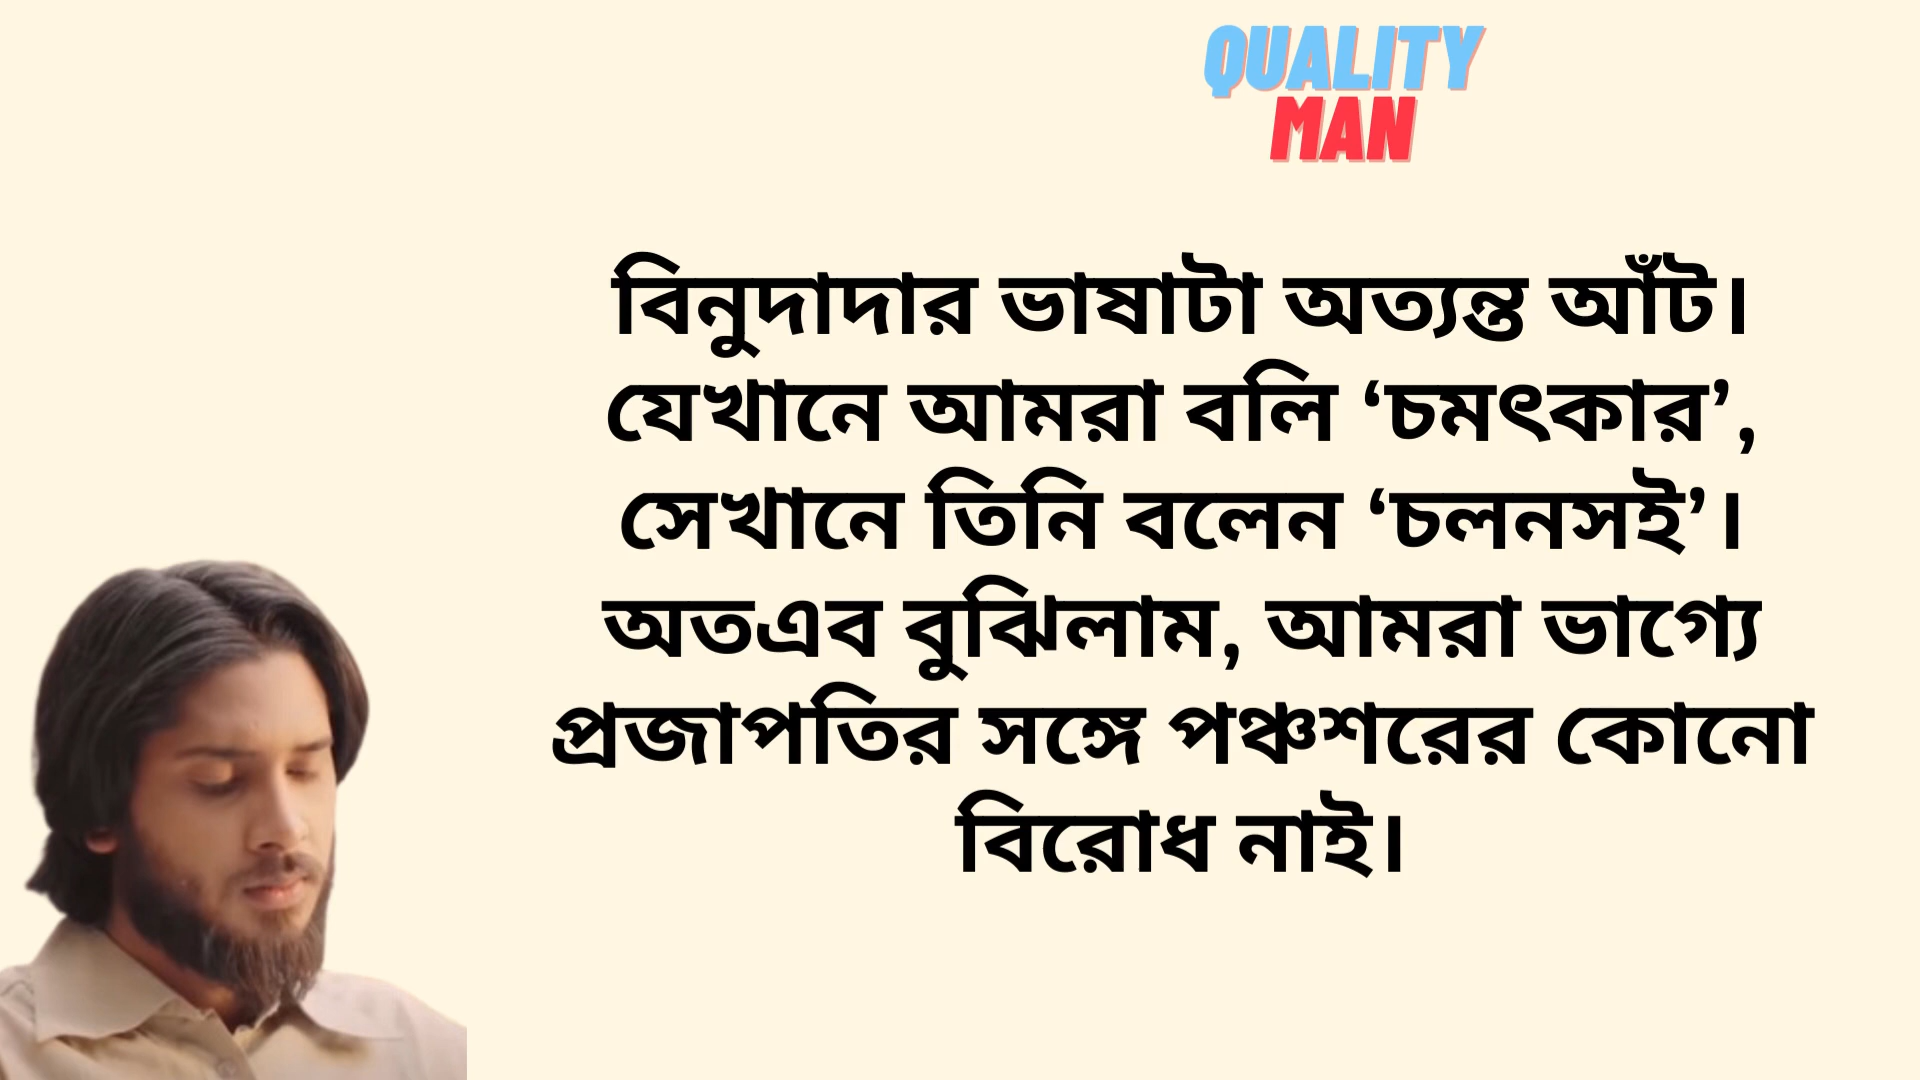 QUALITY
MAN
বিনুদাদার ভাষাটা অত্যন্ত আঁট।
যেখানে আমরা বলি ‘চমৎকার’,
সেখানে তিনি বলেন ‘চলনসই’।
অতএব বুঝিলাম, আমরা ভাগ্যে
প্রজাপতির সঙ্গে পঞ্চশরের কোনো
বিরোধ নাই।